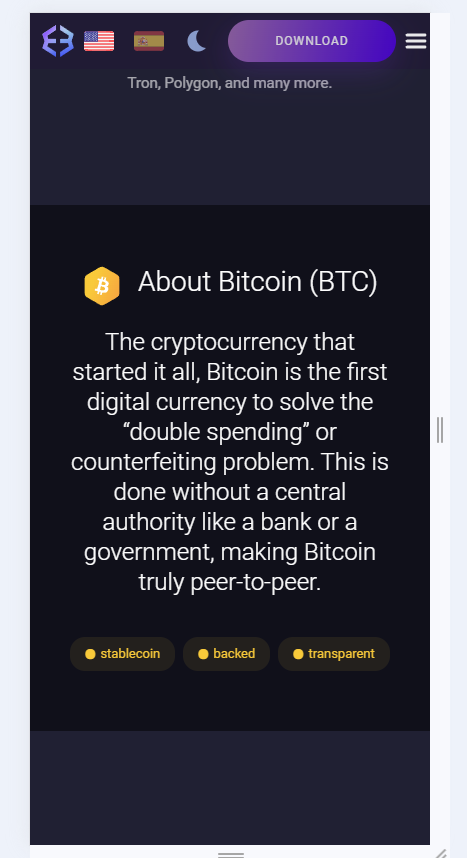 DOWNLOAD
Tron, Polygon, and many more.
About Bitcoin (BTC)
The cryptocurrency that
started it all, Bitcoin is the first
digital currency to solve the
“double spending” or
counterfeiting problem. This is
done without a central
authority like a bank or a
government, making Bitcoin
truly peer-to-peer.
stablecoin backed transparent